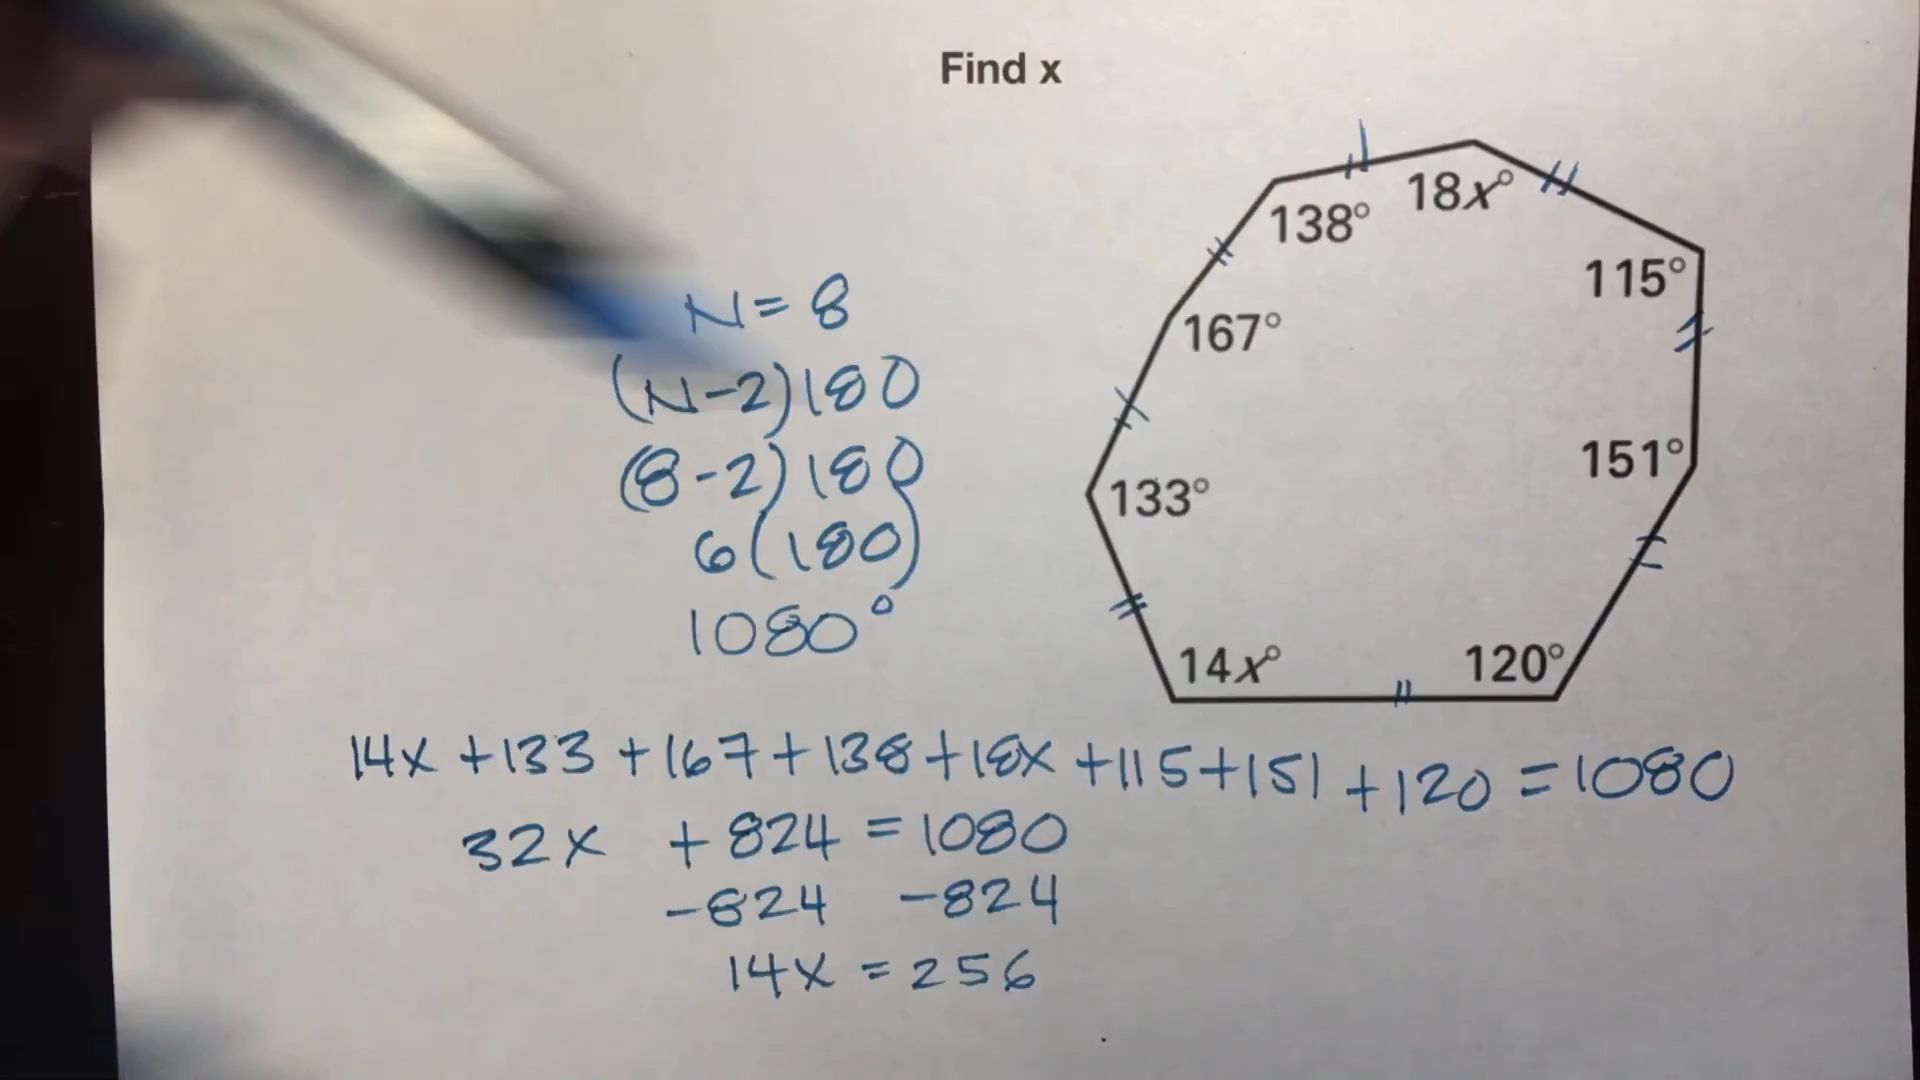 Find x
138°
18x°
115°
167°
151°
133°
14x°
120°
N = 8
(N-2)180
(8-2)180
6(180)
1080°
14x + 133 + 167 + 138 + 18x + 115 + 151 + 120 = 1080
32x + 824 = 1080
-824 -824
14x = 256